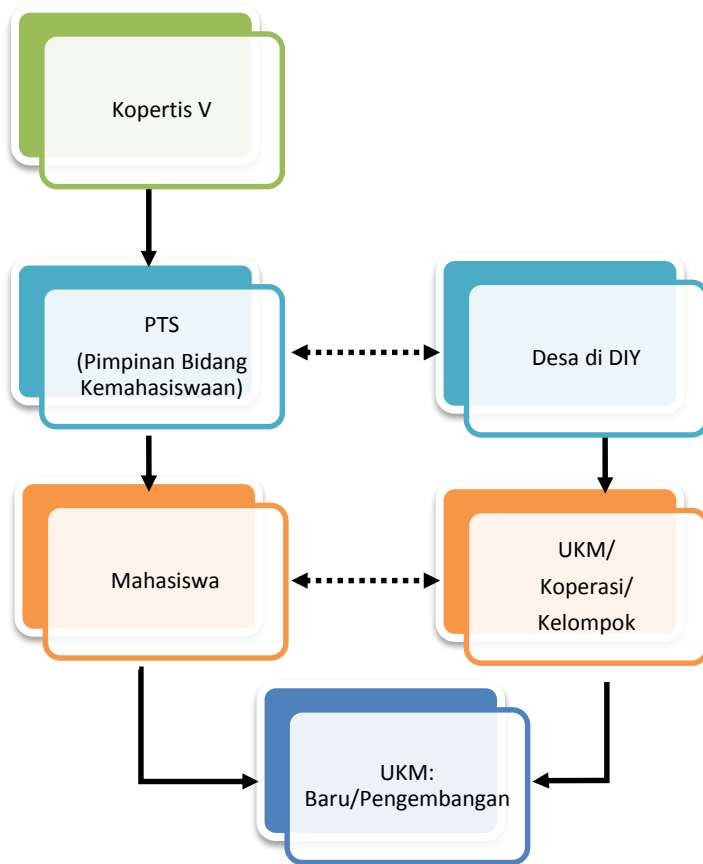 Kopertis V
PTS
(Pimpinan Bidang
Kemahasiswaan)
Desa di DIY
Mahasiswa
UKM/
Koperasi/
Kelompok
UKM:
Baru/Pengembangan